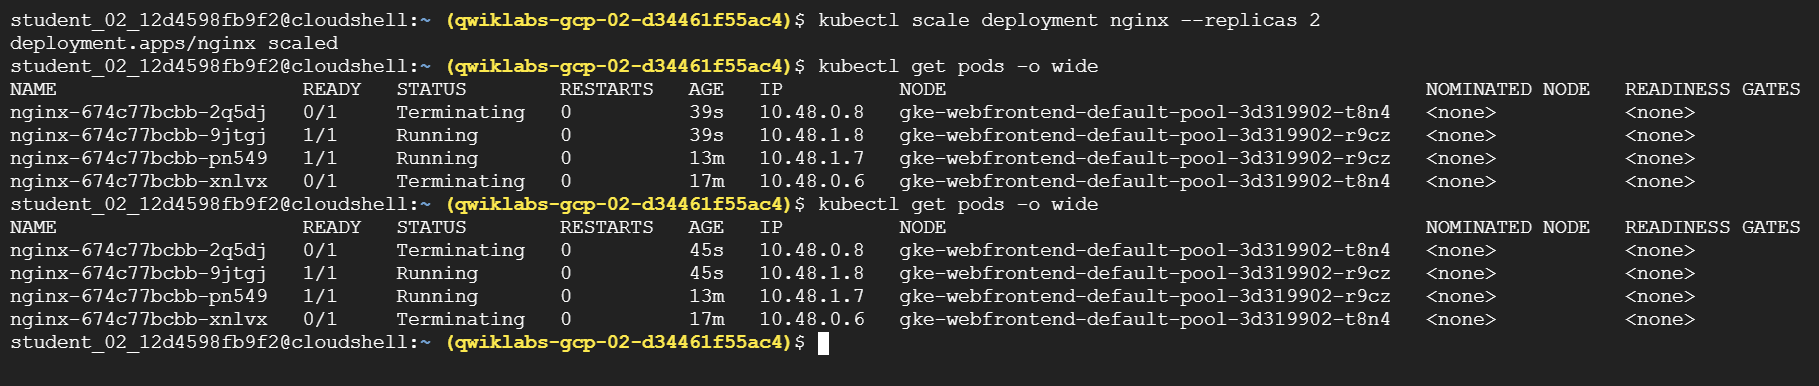 student_02_12d4598fb9f2@cloudshell:~ (qwiklabs-gcp-02-d34461f55ac4)$ kubectl scale deployment nginx --replicas 2
deployment.apps/nginx scaled
student_02_12d4598fb9f2@cloudshell:~ (qwiklabs-gcp-02-d34461f55ac4)$ kubectl get pods -o wide
NAME READY STATUS RESTARTS AGE IP NODE NOMINATED NODE READINESS GATES
nginx-674c77bcbb-2q5dj 0/1 Terminating 0 39s 10.48.0.8 gke-webfrontend-default-pool-3d319902-t8n4 <none> <none>
nginx-674c77bcbb-9jtgj 1/1 Running 0 39s 10.48.1.8 gke-webfrontend-default-pool-3d319902-r9cz <none> <none>
nginx-674c77bcbb-pn549 1/1 Running 0 13m 10.48.1.7 gke-webfrontend-default-pool-3d319902-r9cz <none> <none>
nginx-674c77bcbb-xnlvx 0/1 Terminating 0 17m 10.48.0.6 gke-webfrontend-default-pool-3d319902-t8n4 <none> <none>
student_02_12d4598fb9f2@cloudshell:~ (qwiklabs-gcp-02-d34461f55ac4)$ kubectl get pods -o wide
NAME READY STATUS RESTARTS AGE IP NODE NOMINATED NODE READINESS GATES
nginx-674c77bcbb-2q5dj 0/1 Terminating 0 45s 10.48.0.8 gke-webfrontend-default-pool-3d319902-t8n4 <none> <none>
nginx-674c77bcbb-9jtgj 1/1 Running 0 45s 10.48.1.8 gke-webfrontend-default-pool-3d319902-r9cz <none> <none>
nginx-674c77bcbb-pn549 1/1 Running 0 13m 10.48.1.7 gke-webfrontend-default-pool-3d319902-r9cz <none> <none>
nginx-674c77bcbb-xnlvx 0/1 Terminating 0 17m 10.48.0.6 gke-webfrontend-default-pool-3d319902-t8n4 <none> <none>
student_02_12d4598fb9f2@cloudshell:~ (qwiklabs-gcp-02-d34461f55ac4)$